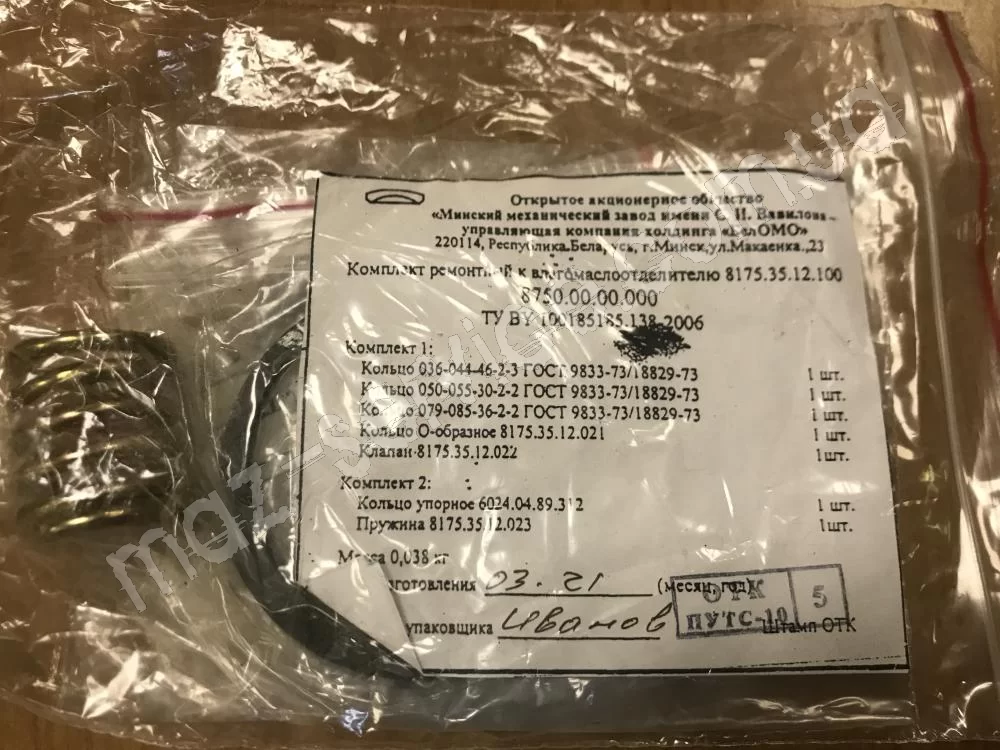 Открытое акционерное общество
«Минский механический завод имени С. И. Вавилова -
управляющая компания холдинга «БелОМО»
220114, Республика Бела, усь, г.Минск,ул.Макаенка.,23
Комплект ремонтный к влагомаслоотделителю 8175.35.12.100
8750.00.00.000
ТУ BY 100185185.138-2006
Комплект 1:
Кольцо 036-044-46-2-3 ГОСТ 9833-73/18829-73 1 шт.
Кольцо 050-055-30-2-2 ГОСТ 9833-73/18829-73 1 шт.
Кольцо 079-085-36-2-2 ГОСТ 9833-73/18829-73 1 шт.
Кольцо О-образное 8175.35.12.021 1 шт.
Клапан 8175.35.12.022 1шт.
Комплект 2:
Кольцо упорное 6024.04.89.312 1 шт.
Пружина 8175.35.12.023 1шт.
Масса 0,038 кг
готовления 03.21 (месяц, год)
упаковщика Иванов Штамп ОТК
ОТК
ПУТС-10
5
maz-service.com.ua